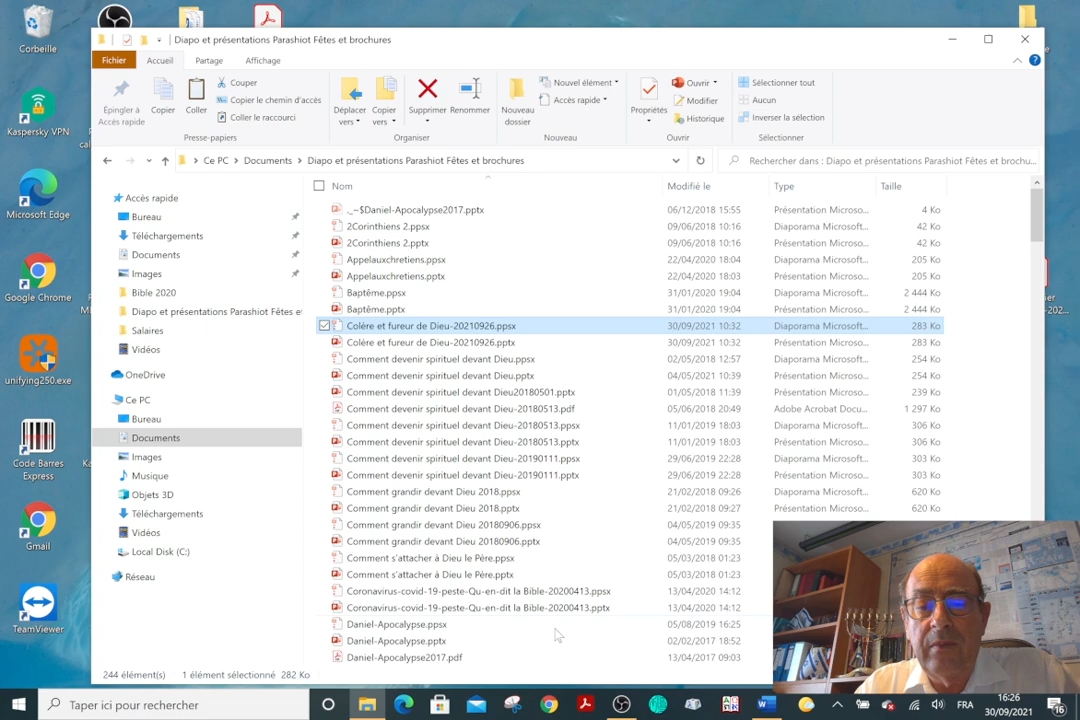 Corbeille
Kaspersky VPN
Microsoft Edge
Google Chrome
unifying250.exe
Code Barres
Express
Gmail
TeamViewer
Diapo et présentations Parashiot Fêtes et brochures
Fichier Accueil Partage Affichage
Épingler à
Accès rapide
Copier
Coller
Couper
Copier le chemin d'accès
Coller le raccourci
Presse-papiers
Déplacer
vers
Copier
vers
Supprimer
Renommer
Organiser
Nouveau
dossier
Nouvel élément
Accès rapide
Nouveau
Propriétés
Ouvrir
Modifier
Historique
Ouvrir
Sélectionner tout
Aucun
Inverser la sélection
Sélectionner
Ce PC > Documents > Diapo et présentations Parashiot Fêtes et brochures
Rechercher dans : Diapo et présentations Parashiot Fêtes et brochu...
Accès rapide
Bureau
Téléchargements
Documents
Images
Bible 2020
Diapo et présentations Parashiot Fêtes et
Salaires
Vidéos
OneDrive
Ce PC
Bureau
Documents
Images
Musique
Objets 3D
Téléchargements
Vidéos
Local Disk (C:)
Réseau
Nom Modifié le Type Taille
._~$Daniel-Apocalypse2017.pptx 06/12/2018 15:55 Présentation Microso... 4 Ko
2Corinthiens 2.ppsx 09/06/2018 10:16 Diaporama Microsoft... 42 Ko
2Corinthiens 2.pptx 09/06/2018 10:16 Présentation Microso... 42 Ko
Appelauxchretiens.ppsx 22/04/2020 18:04 Diaporama Microsoft... 205 Ko
Appelauxchretiens.pptx 22/04/2020 18:03 Présentation Microso... 205 Ko
Baptême.ppsx 31/01/2020 19:04 Diaporama Microsoft... 2 444 Ko
Baptême.pptx 31/01/2020 19:04 Présentation Microso... 2 444 Ko
Colère et fureur de Dieu-20210926.ppsx 30/09/2021 10:32 Diaporama Microsoft... 283 Ko
Colère et fureur de Dieu-20210926.pptx 30/09/2021 10:32 Présentation Microso... 283 Ko
Comment devenir spirituel devant Dieu.ppsx 02/05/2018 12:57 Diaporama Microsoft... 254 Ko
Comment devenir spirituel devant Dieu.pptx 04/05/2021 10:39 Présentation Microso... 254 Ko
Comment devenir spirituel devant Dieu20180501.pptx 01/05/2018 11:39 Présentation Microso... 239 Ko
Comment devenir spirituel devant Dieu-20180513.pdf 05/06/2018 20:49 Adobe Acrobat Docu... 1 297 Ko
Comment devenir spirituel devant Dieu-20180513.ppsx 11/01/2019 18:03 Diaporama Microsoft... 306 Ko
Comment devenir spirituel devant Dieu-20180513.pptx 11/01/2019 18:03 Présentation Microso... 306 Ko
Comment devenir spirituel devant Dieu-20190111.ppsx 29/06/2019 22:28 Diaporama Microsoft... 303 Ko
Comment devenir spirituel devant Dieu-20190111.pptx 29/06/2019 22:28 Présentation Microso... 303 Ko
Comment grandir devant Dieu 2018.ppsx 21/02/2018 09:26 Diaporama Microsoft... 620 Ko
Comment grandir devant Dieu 2018.pptx 21/02/2018 09:27 Présentation Microso... 620 Ko
Comment grandir devant Dieu 20180906.ppsx 04/05/2019 09:35
Comment grandir devant Dieu 20180906.pptx 04/05/2019 09:35
Comment s'attacher à Dieu le Père.ppsx 05/03/2018 01:23
Comment s'attacher à Dieu le Père.pptx 05/03/2018 01:23
Coronavirus-covid-19-peste-Qu-en-dit la Bible-20200413.ppsx 13/04/2020 14:12
Coronavirus-covid-19-peste-Qu-en-dit la Bible-20200413.pptx 13/04/2020 14:12
Daniel-Apocalypse.ppsx 05/08/2019 16:25
Daniel-Apocalypse.pptx 02/02/2017 18:52
Daniel-Apocalypse2017.pdf 13/04/2017 09:03
244 élément(s) 1 élément sélectionné 282 Ko
Taper ici pour rechercher
FRA
16:26
30/09/2021
16